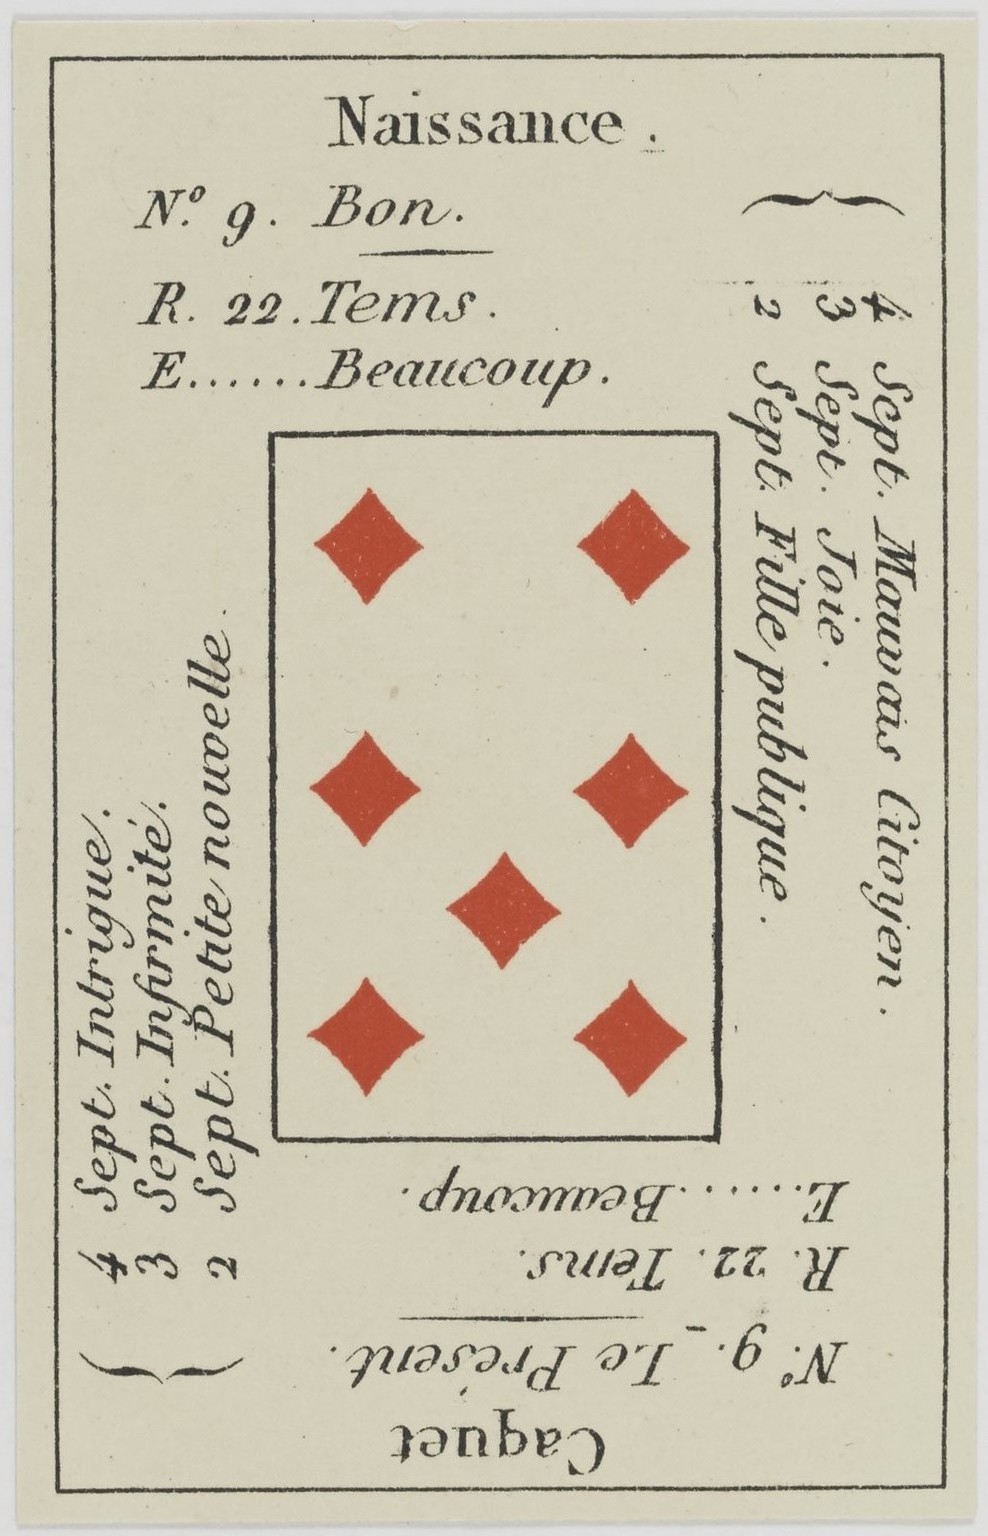 Naissance.
N.º 9. Bon.
R. 22. Tems.
E......Beaucoup.
4 Sept. Mauvais Citoyen.
3 Sept. Joie.
2 Sept. Fille publique.
Caquet
N.º 9. Le Présent.
R. 22. Tems.
E......Beaucoup.
4 Sept. Intrigue.
3 Sept. Infirmité.
2 Sept. Petite nouvelle.